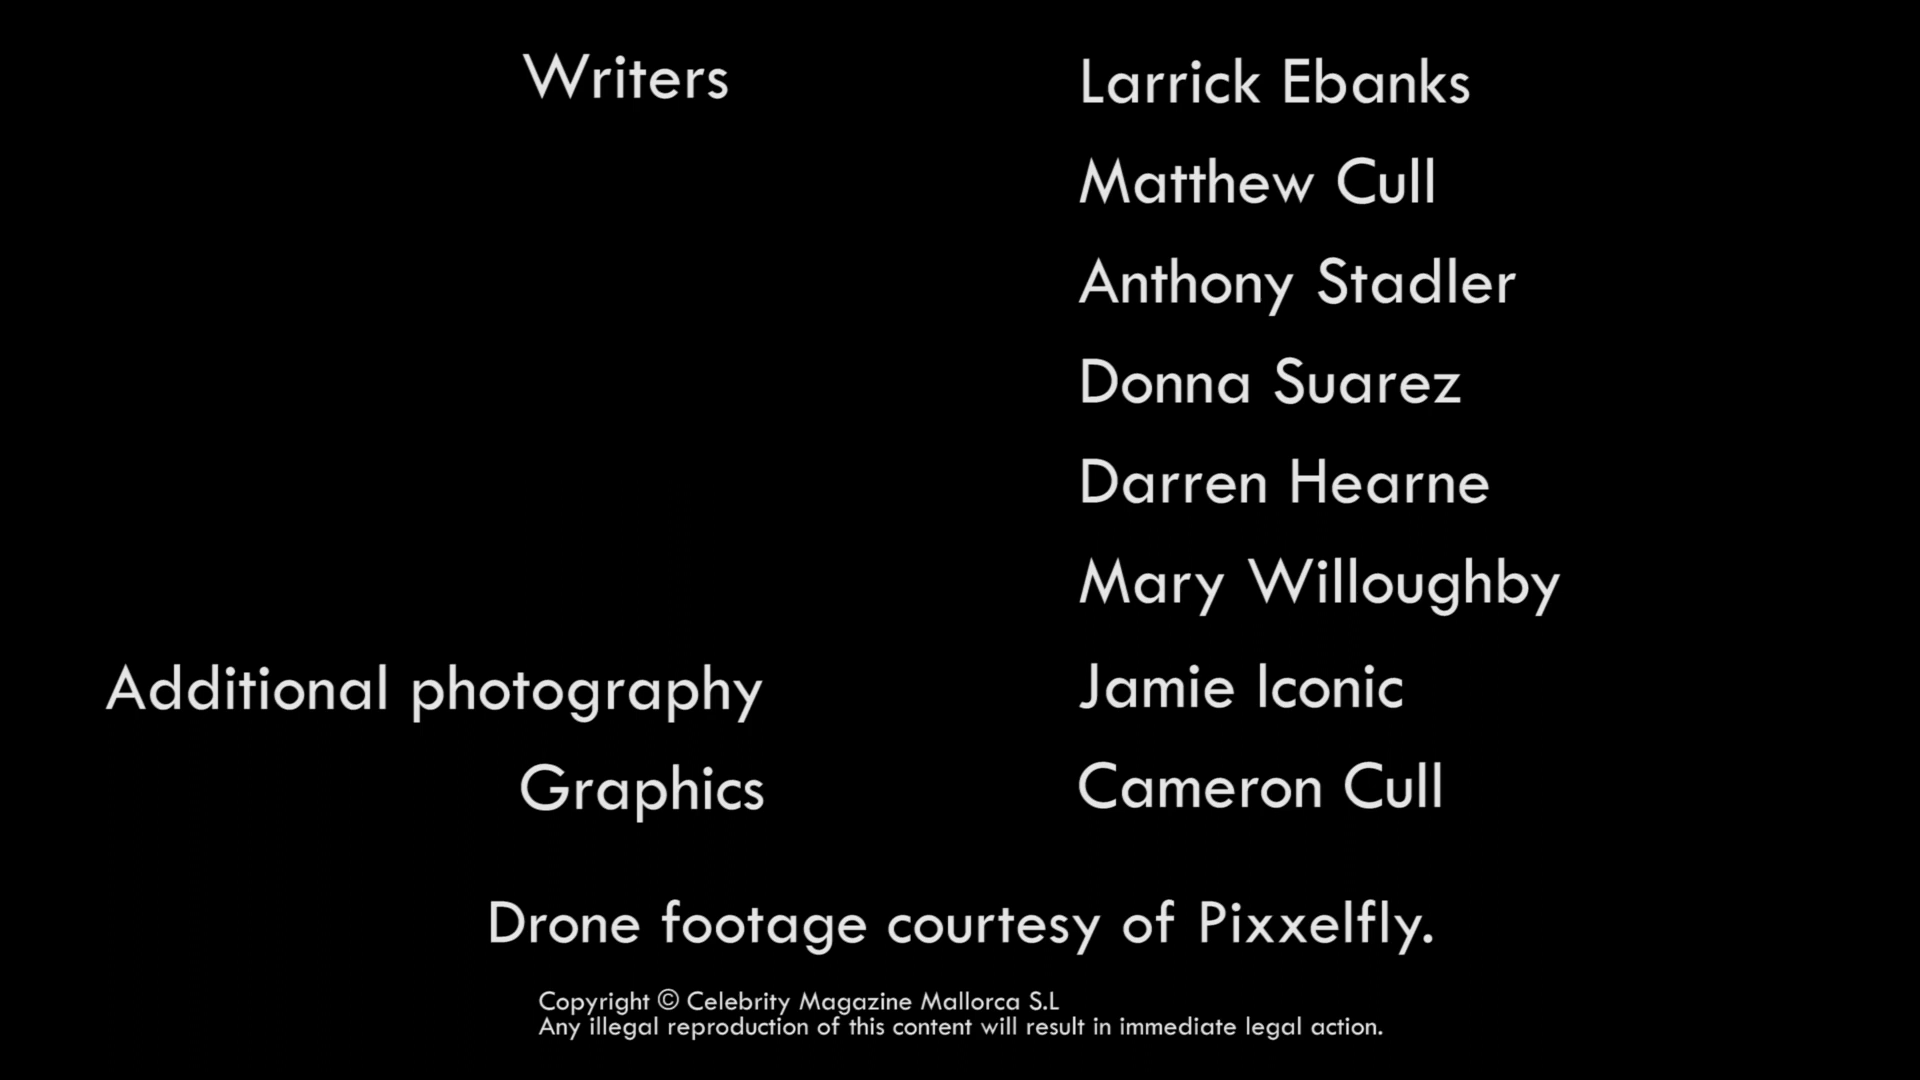 Writers Larrick Ebanks
Matthew Cull
Anthony Stadler
Donna Suarez
Darren Hearne
Mary Willoughby
Additional photography Jamie Iconic
Graphics Cameron Cull
Drone footage courtesy of Pixxelfly.
Copyright © Celebrity Magazine Mallorca S.L
Any illegal reproduction of this content will result in immediate legal action.